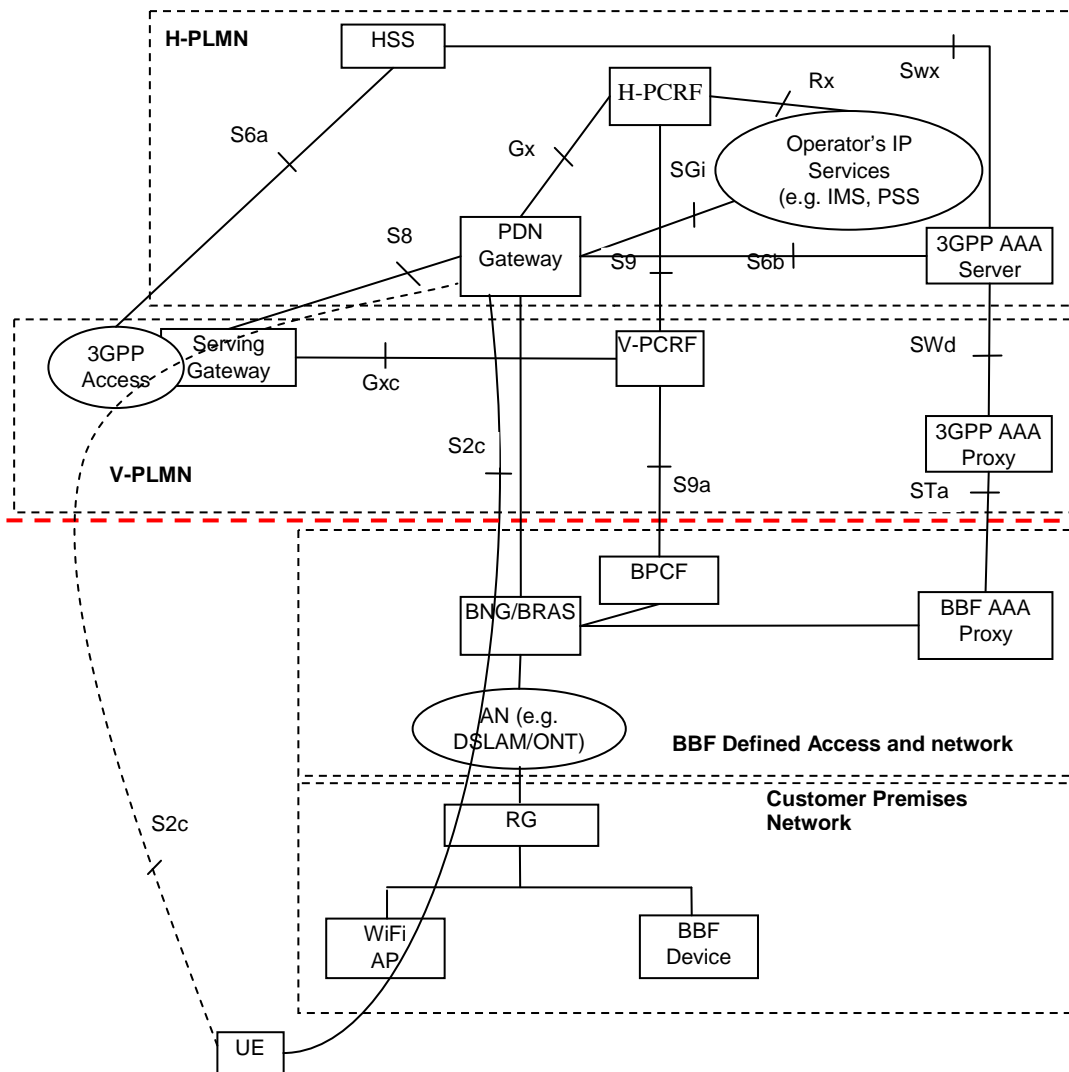 H-PLMN
HSS
Swx
H-PCRF
Rx
S6a
Gx
SGi
Operator's IP
Services
(e.g. IMS, PSS
S8
PDN
Gateway
S9
S6b
3GPP AAA
Server
3GPP
Access
Serving
Gateway
Gxc
V-PCRF
SWd
V-PLMN
S2c
S9a
3GPP AAA
Proxy
STa
BPCF
BNG/BRAS
BBF AAA
Proxy
AN (e.g.
DSLAM/ONT)
BBF Defined Access and network
Customer Premises
Network
RG
S2c
WiFi
AP
BBF
Device
UE